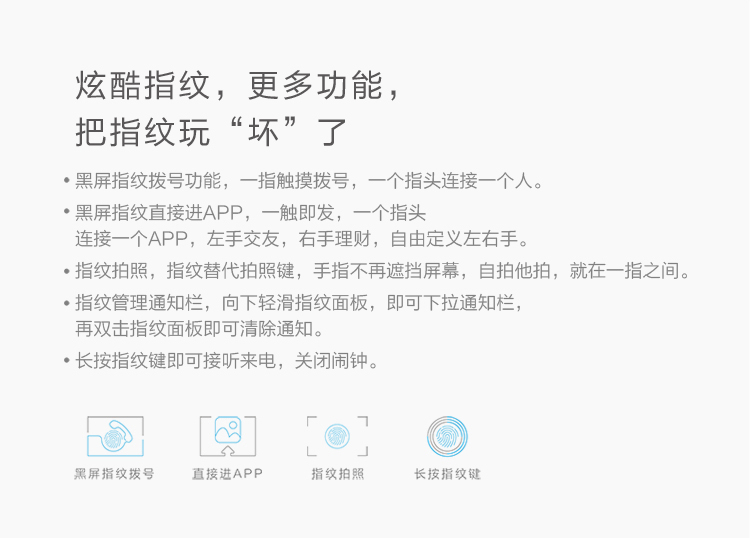 炫酷指纹，更多功能，
把指纹玩“坏”了
• 黑屏指纹拨号功能，一指触摸拨号，一个指头连接一个人。
• 黑屏指纹直接进APP，一触即发，一个指头
连接一个APP，左手交友，右手理财，自由定义左右手。
• 指纹拍照，指纹替代拍照键，手指不再遮挡屏幕，自拍他拍，就在一指之间。
• 指纹管理通知栏，向下轻滑指纹面板，即可下拉通知栏，
再双击指纹面板即可清除通知。
• 长按指纹键即可接听来电，关闭闹钟。
黑屏指纹拨号 直接进APP 指纹拍照 长按指纹键